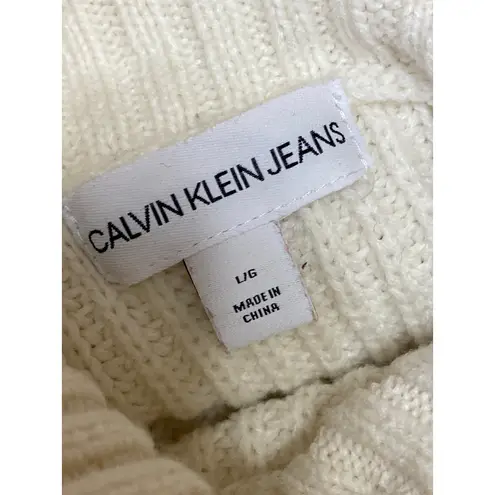 CALVIN KLEIN JEANS
L/G
MADE IN
CHINA